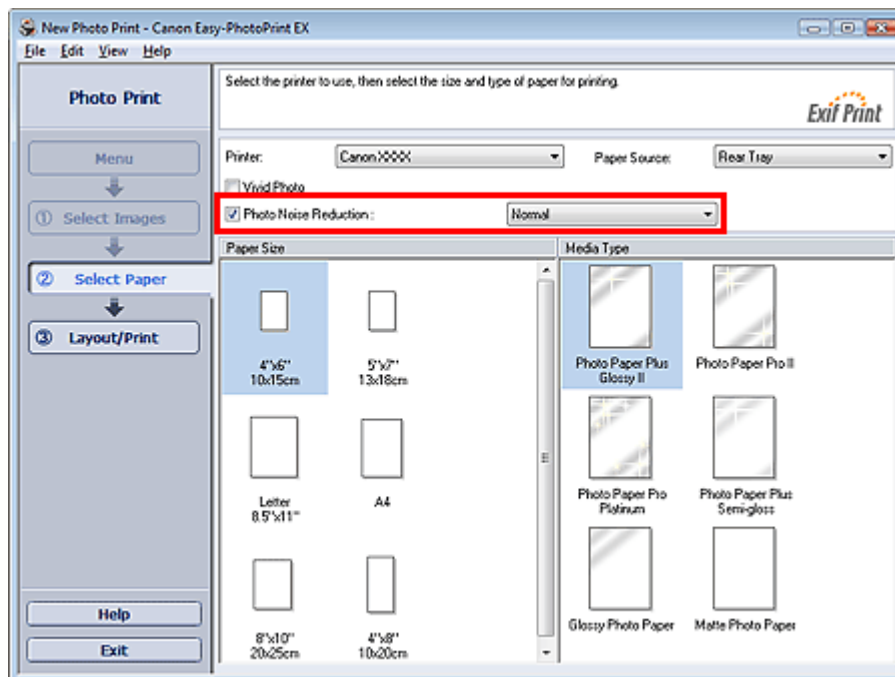 New Photo Print - Canon Easy-PhotoPrint EX
File Edit View Help
Photo Print
Select the printer to use, then select the size and type of paper for printing.
Exif Print
Menu
Printer: Canon XXXX Paper Source: Rear Tray
Vivid Photo
① Select Images
Photo Noise Reduction : Normal
Paper Size Media Type
② Select Paper
③ Layout/Print
4"x6"
10x15cm
5"x7"
13x18cm
Photo Paper Plus
Glossy II
Photo Paper Pro II
Letter
8.5"x11"
A4
Photo Paper Pro
Platinum
Photo Paper Plus
Semi-gloss
8"x10"
20x25cm
4"x8"
10x20cm
Glossy Photo Paper
Matte Photo Paper
Help
Exit